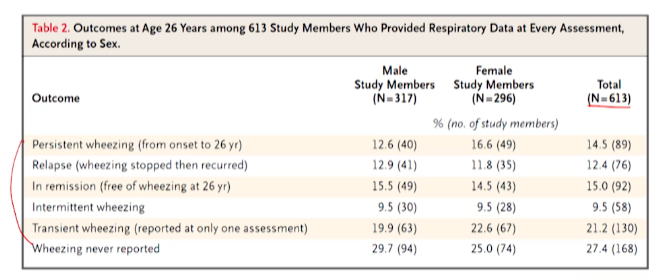 Table 2. Outcomes at Age 26 Years among 613 Study Members Who Provided Respiratory Data at Every Assessment,
According to Sex.
Outcome Male Study Members (N=317) Female Study Members (N=296) Total (N=613)
% (no. of study members)
Persistent wheezing (from onset to 26 yr) 12.6 (40) 16.6 (49) 14.5 (89)
Relapse (wheezing stopped then recurred) 12.9 (41) 11.8 (35) 12.4 (76)
In remission (free of wheezing at 26 yr) 15.5 (49) 14.5 (43) 15.0 (92)
Intermittent wheezing 9.5 (30) 9.5 (28) 9.5 (58)
Transient wheezing (reported at only one assessment) 19.9 (63) 22.6 (67) 21.2 (130)
Wheezing never reported 29.7 (94) 25.0 (74) 27.4 (168)